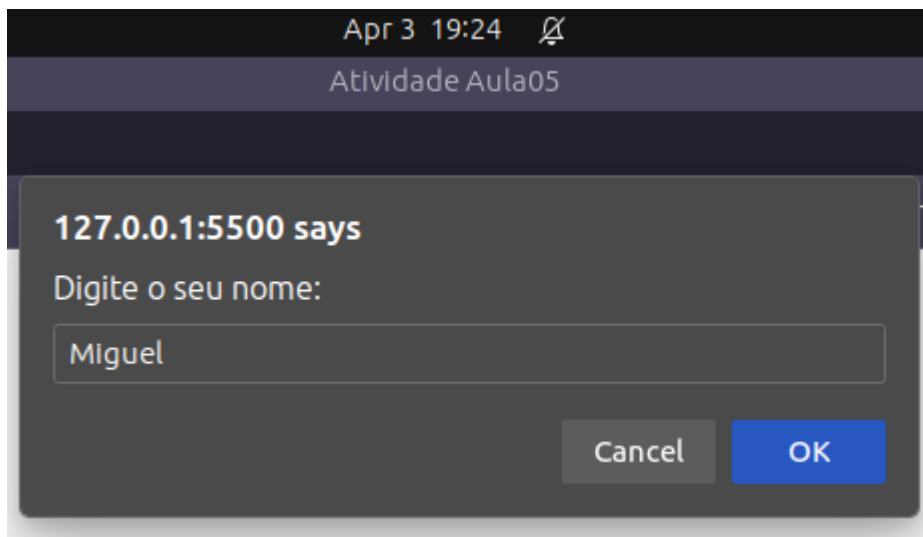 Apr 3 19:24
Atividade Aula05
127.0.0.1:5500 says
Digite o seu nome:
Miguel
Cancel OK